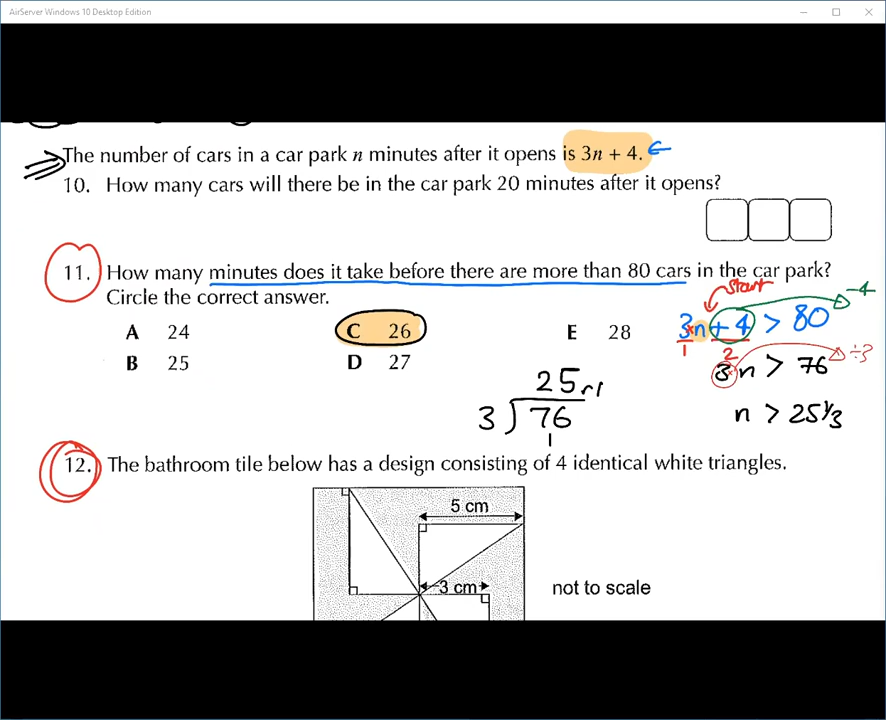 AirServer Windows 10 Desktop Edition
The number of cars in a car park n minutes after it opens is 3n + 4.
10. How many cars will there be in the car park 20 minutes after it opens?
11. How many minutes does it take before there are more than 80 cars in the car park?
Circle the correct answer.
start
-4
3n + 4 > 80
1 2
A 24 C 26 E 28
B 25 D 27
÷3
3n > 76
25 r1
3 ) 76
1
n > 25 1/3
12. The bathroom tile below has a design consisting of 4 identical white triangles.
5 cm
3 cm
not to scale